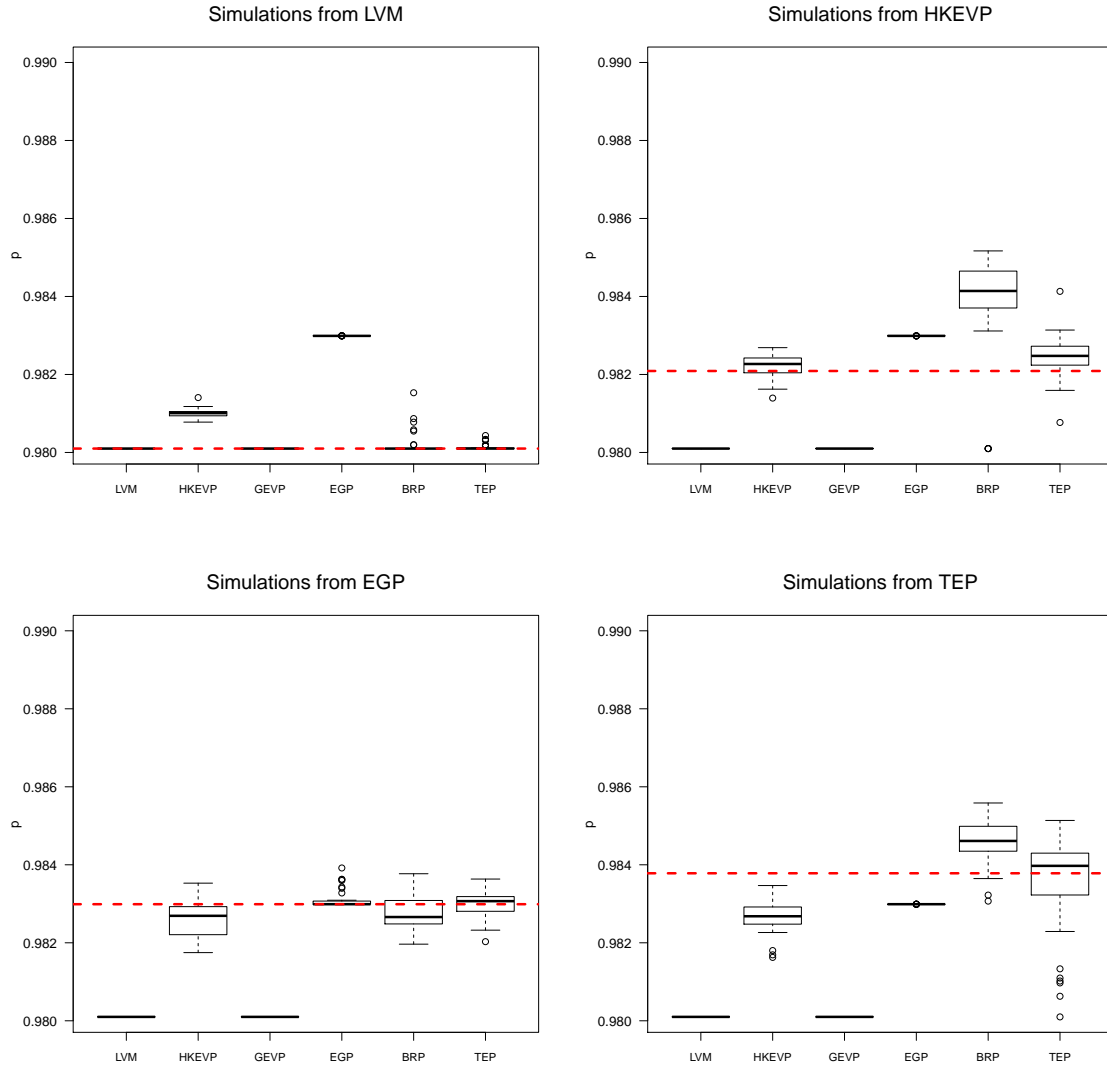 Simulations from LVM
0.990
0.988
0.986
0.984
0.982
0.980
p
LVM HKEVP GEVP EGP BRP TEP
Simulations from HKEVP
0.990
0.988
0.986
0.984
0.982
0.980
p
LVM HKEVP GEVP EGP BRP TEP
Simulations from EGP
0.990
0.988
0.986
0.984
0.982
0.980
p
LVM HKEVP GEVP EGP BRP TEP
Simulations from TEP
0.990
0.988
0.986
0.984
0.982
0.980
p
LVM HKEVP GEVP EGP BRP TEP